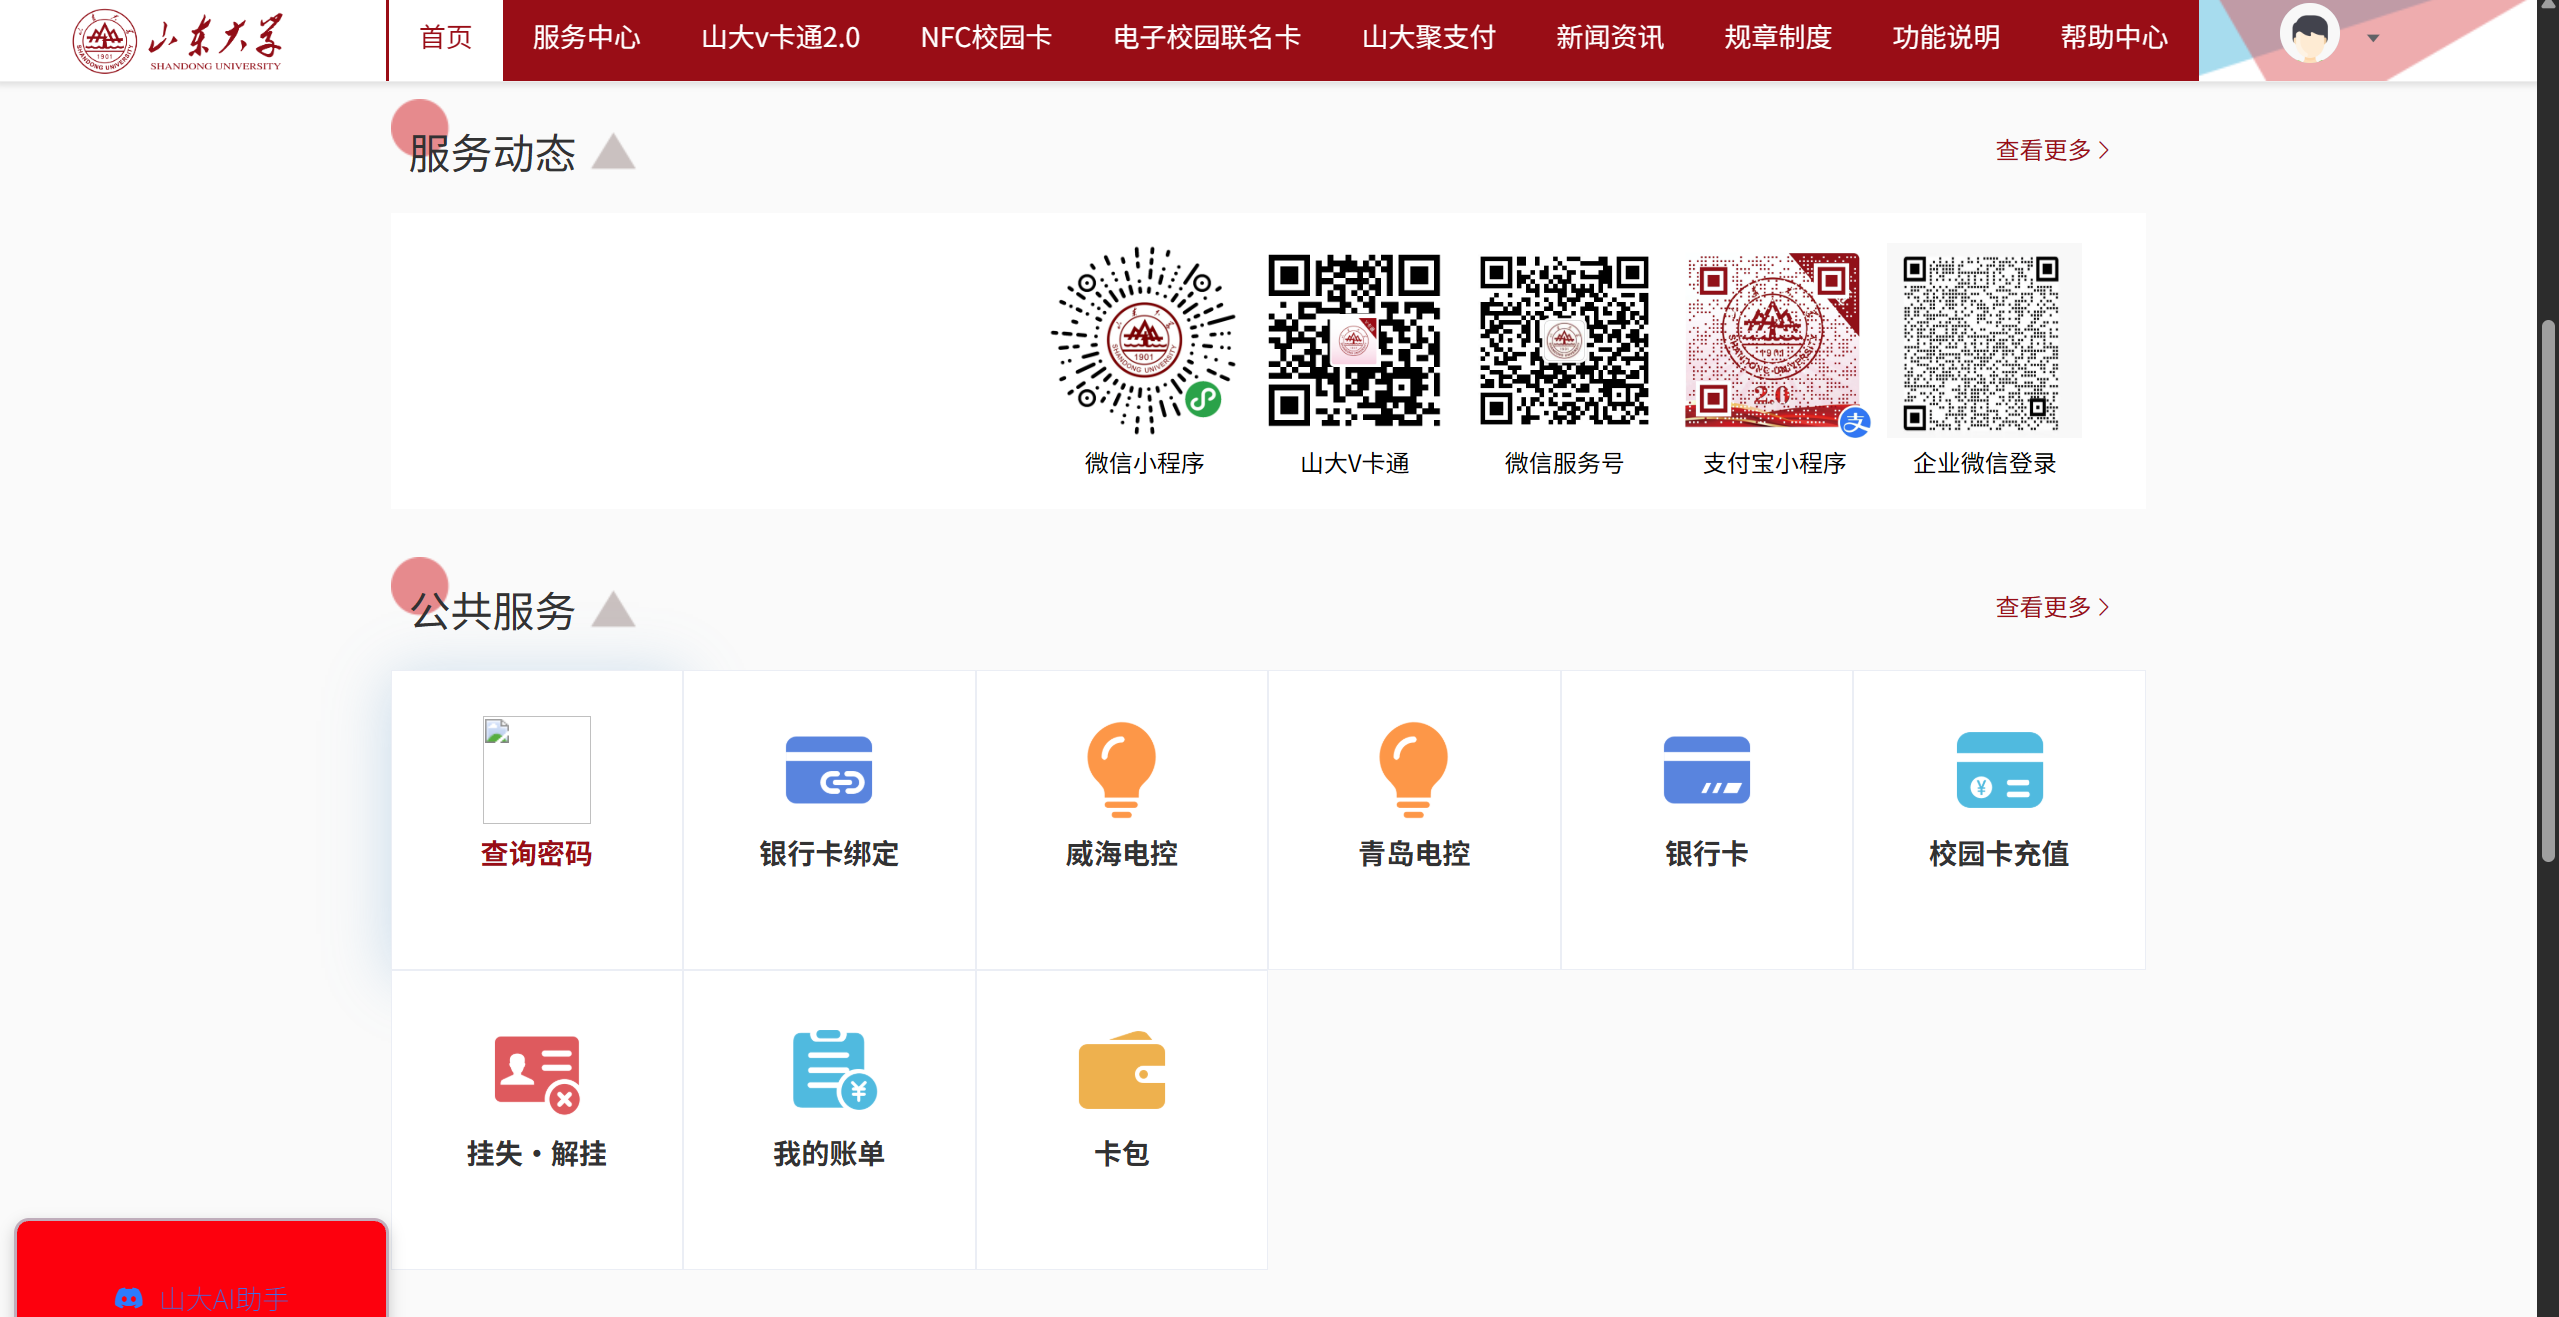 山东大学
SHANDONG UNIVERSITY
首页
服务中心
山大v卡通2.0
NFC校园卡
电子校园联名卡
山大聚支付
新闻资讯
规章制度
功能说明
帮助中心
服务动态
查看更多
微信小程序
山大V卡通
微信服务号
支付宝小程序
企业微信登录
公共服务
查看更多
查询密码
银行卡绑定
威海电控
青岛电控
银行卡
校园卡充值
挂失·解挂
我的账单
卡包
山大AI助手